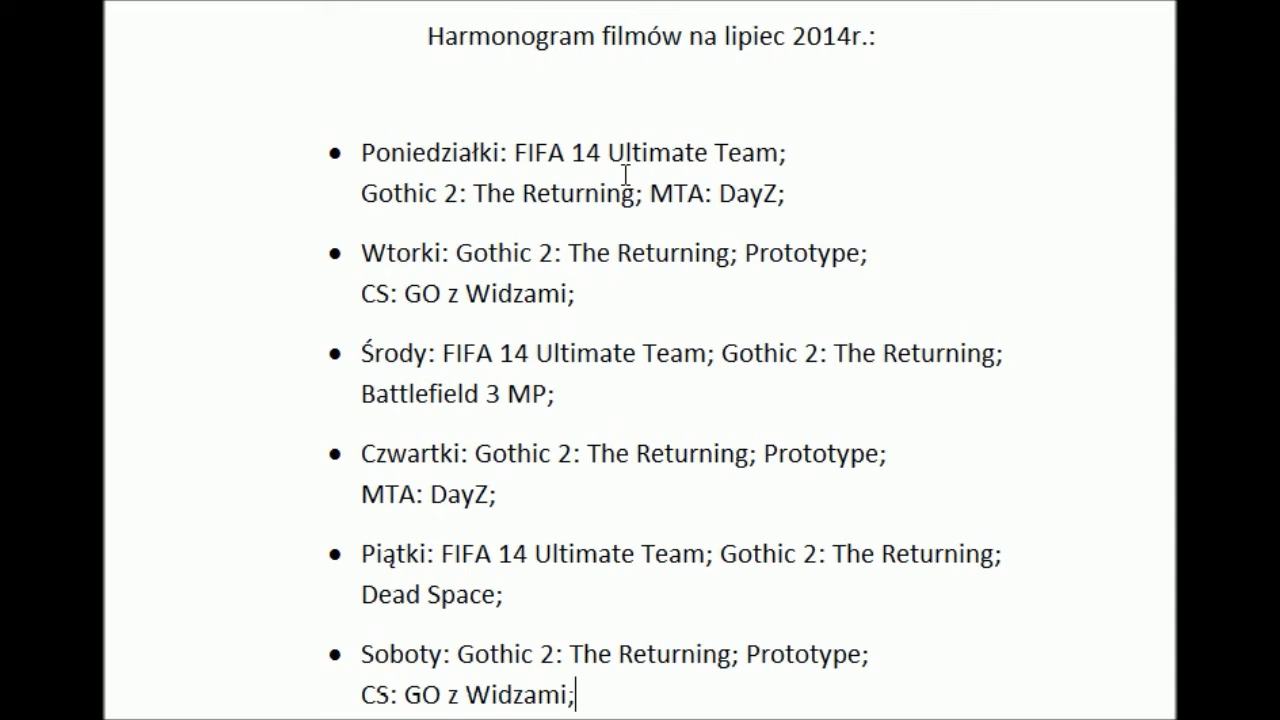 Harmonogram filmów na lipiec 2014r.:
• Poniedziałki: FIFA 14 Ultimate Team;
Gothic 2: The Returning; MTA: DayZ;
• Wtorki: Gothic 2: The Returning; Prototype;
CS: GO z Widzami;
• Środy: FIFA 14 Ultimate Team; Gothic 2: The Returning;
Battlefield 3 MP;
• Czwartki: Gothic 2: The Returning; Prototype;
MTA: DayZ;
• Piątki: FIFA 14 Ultimate Team; Gothic 2: The Returning;
Dead Space;
• Soboty: Gothic 2: The Returning; Prototype;
CS: GO z Widzami;